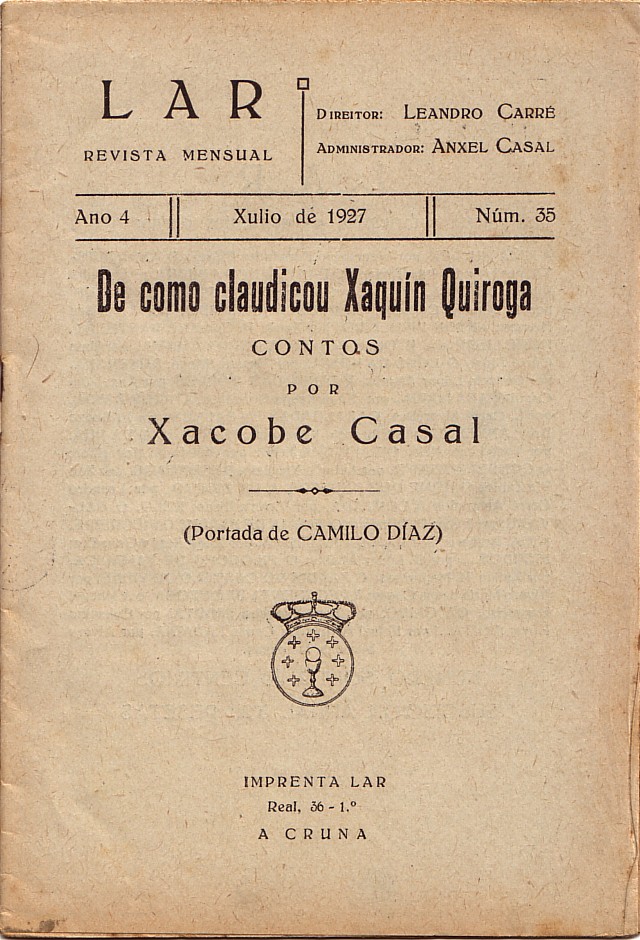 LAR
REVISTA MENSUAL
DIREITOR: LEANDRO CARRÉ
ADMINISTRADOR: ANXEL CASAL
Ano 4
Xulio de 1927
Núm. 35
De como claudicou Xaquín Quiroga
CONTOS
POR
Xacobe Casal
(Portada de CAMILO DÍAZ)
IMPRENTA LAR
Real, 36 - 1.º
A CRUNA